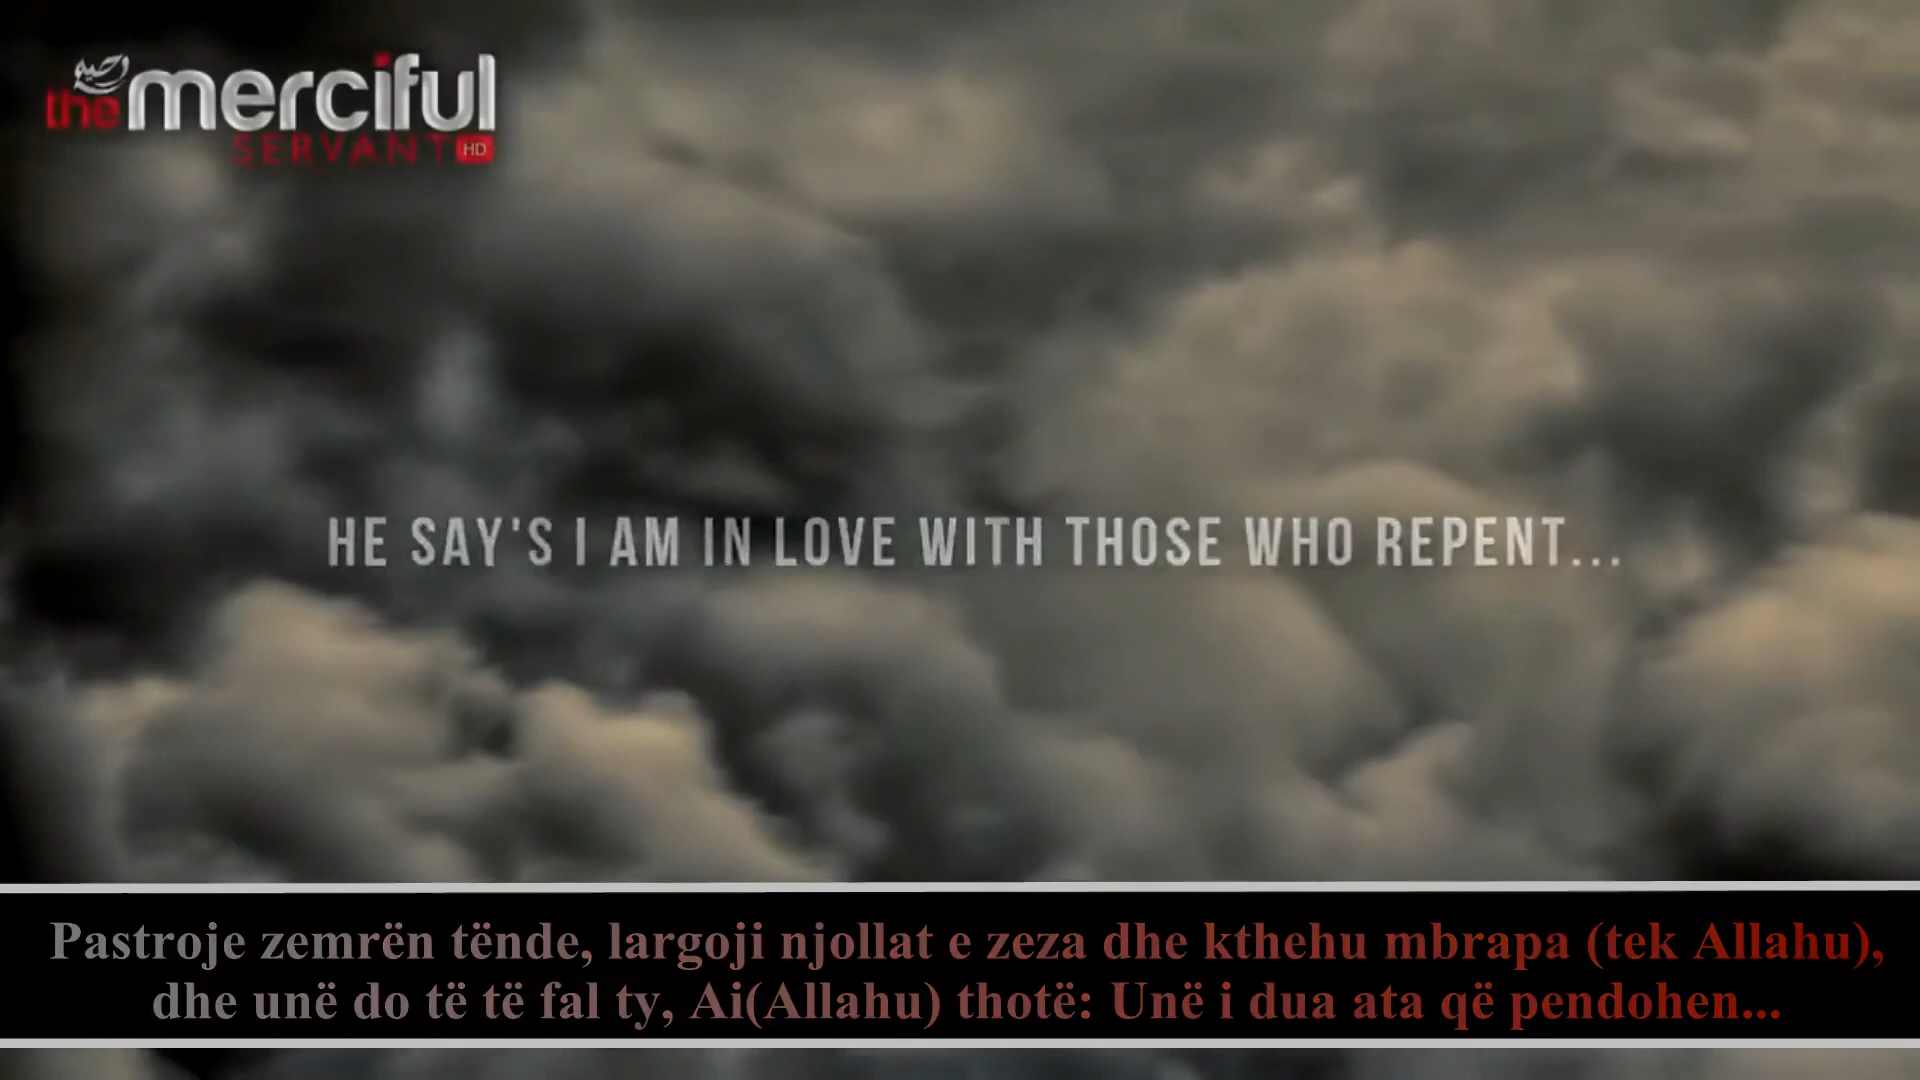 رحيم
the merciful
SERVANT HD
HE SAY'S I AM IN LOVE WITH THOSE WHO REPENT...
Pastroje zemrën tënde, largoji njollat e zeza dhe kthehu mbrapa (tek Allahu),
dhe unë do të të fal ty, Ai(Allahu) thotë: Unë i dua ata që pendohen...